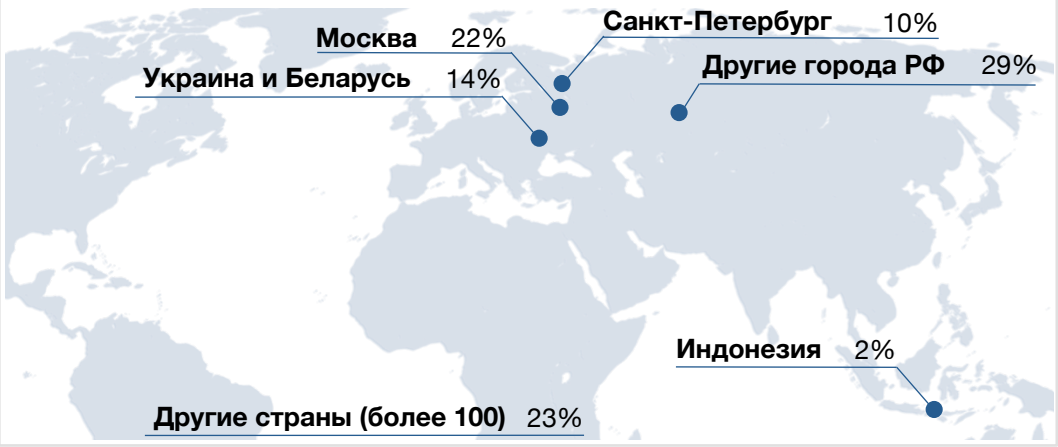 Санкт-Петербург 10%
Москва 22%
Другие города РФ 29%
Украина и Беларусь 14%
Индонезия 2%
Другие страны (более 100) 23%